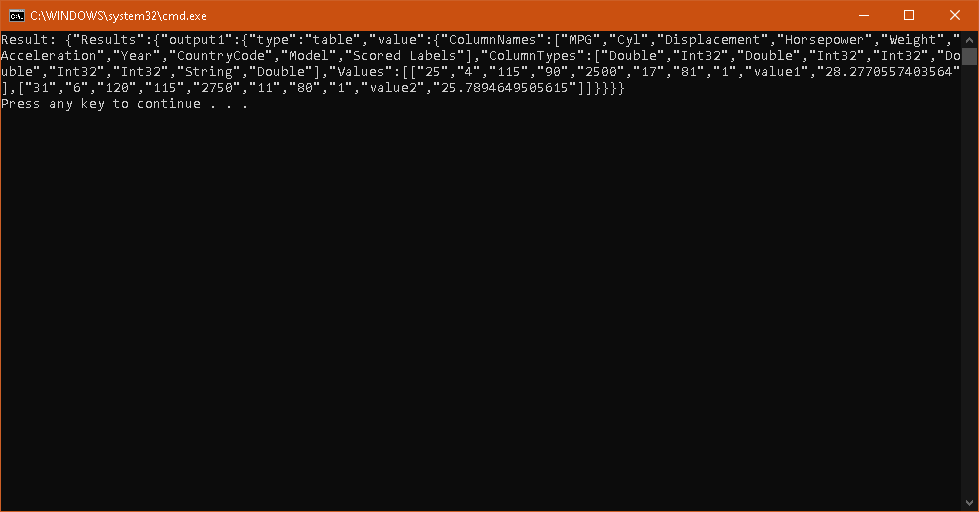 C:\WINDOWS\system32\cmd.exe
Result: {"Results":{"output1":{"type":"table","value":{"ColumnNames":["MPG","Cyl","Displacement","Horsepower","Weight","
Acceleration","Year","CountryCode","Model","Scored Labels"],"ColumnTypes":["Double","Int32","Double","Int32","Int32","Do
uble","Int32","Int32","String","Double"],"Values":[["25","4","115","90","2500","17","81","1","value1","28.2770557403564"
],["31","6","120","115","2750","11","80","1","value2","25.7894649505615"]]}}}}
Press any key to continue . . .